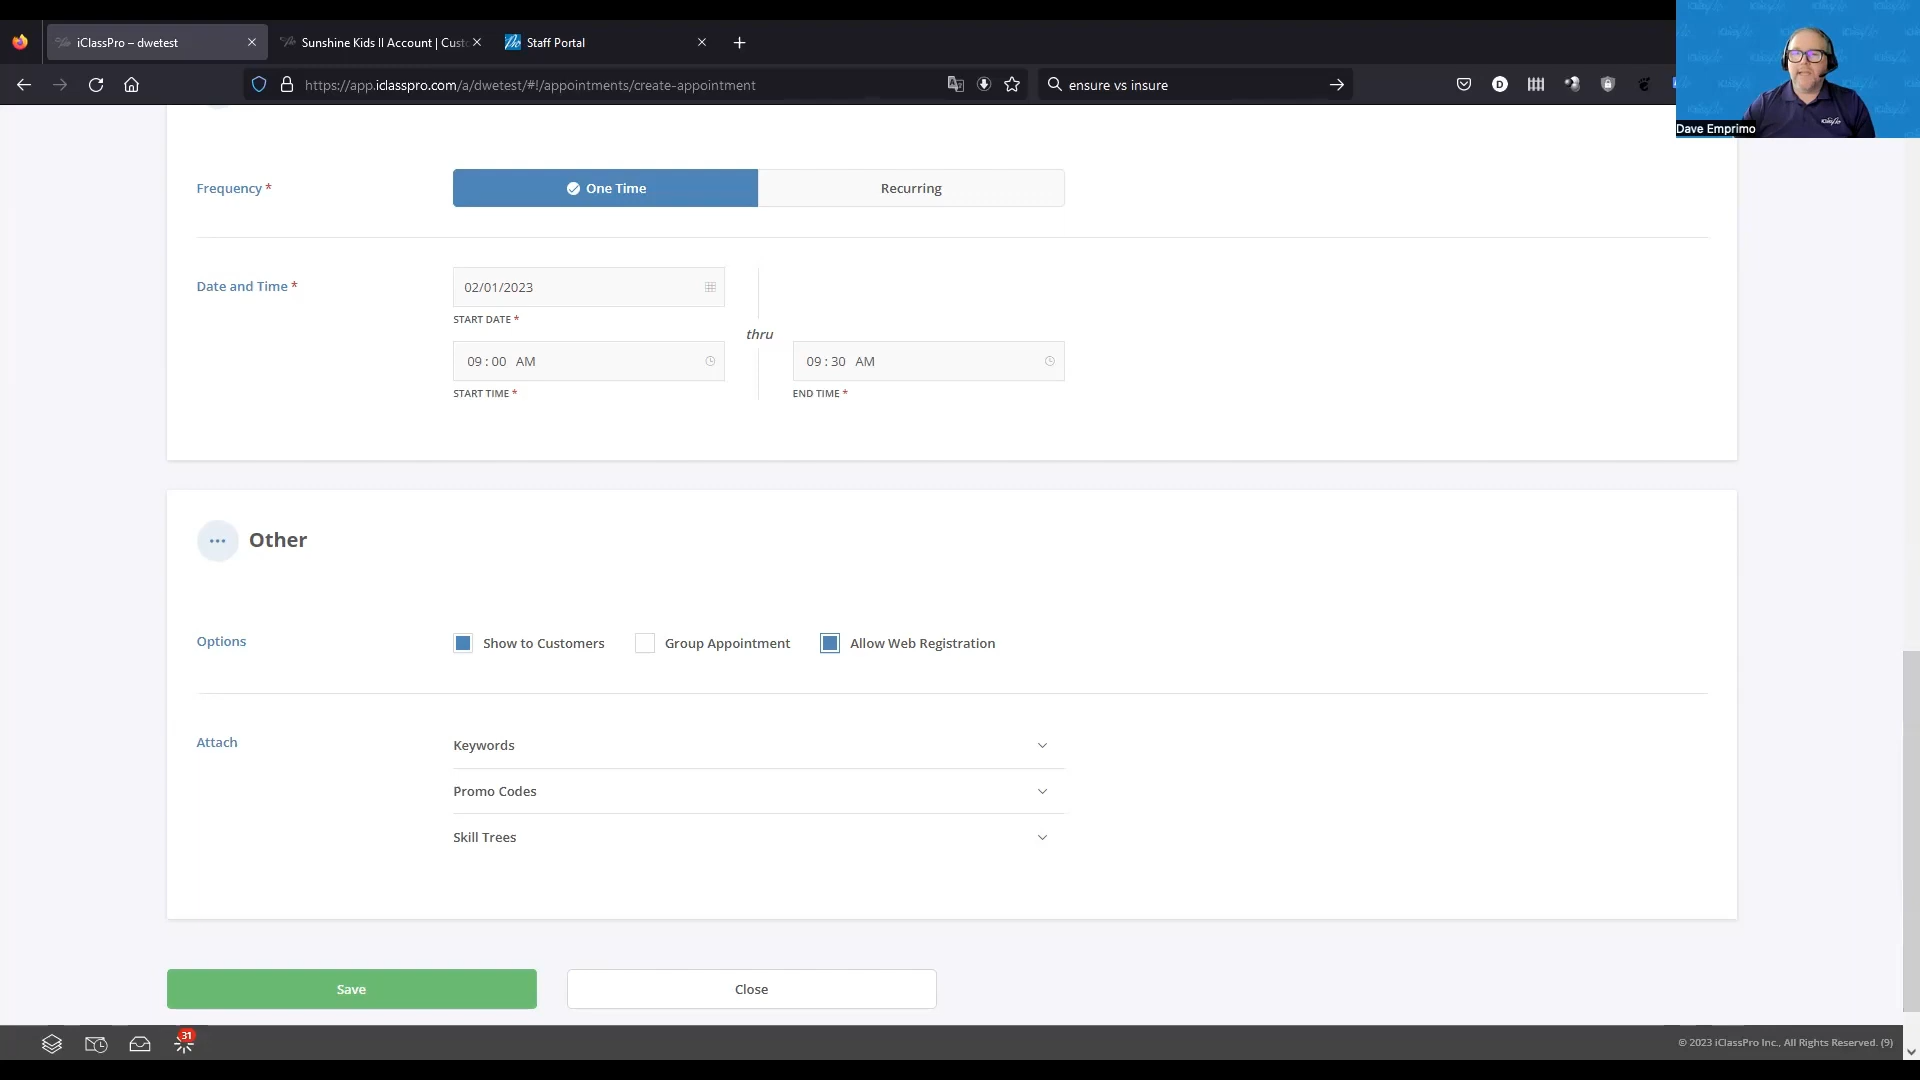 iClassPro – dwetest
Sunshine Kids II Account | Custo
Staff Portal
https://app.iclasspro.com/a/dwetest/#!/appointments/create-appointment
ensure vs insure
D
Dave Emprimo
Frequency *
One Time
Recurring
Date and Time *
02/01/2023
START DATE *
thru
09 : 00 AM
09 : 30 AM
START TIME *
END TIME *
Other
Options
Show to Customers
Group Appointment
Allow Web Registration
Attach
Keywords
Promo Codes
Skill Trees
Save
Close
31
© 2023 iClassPro Inc., All Rights Reserved. (9)